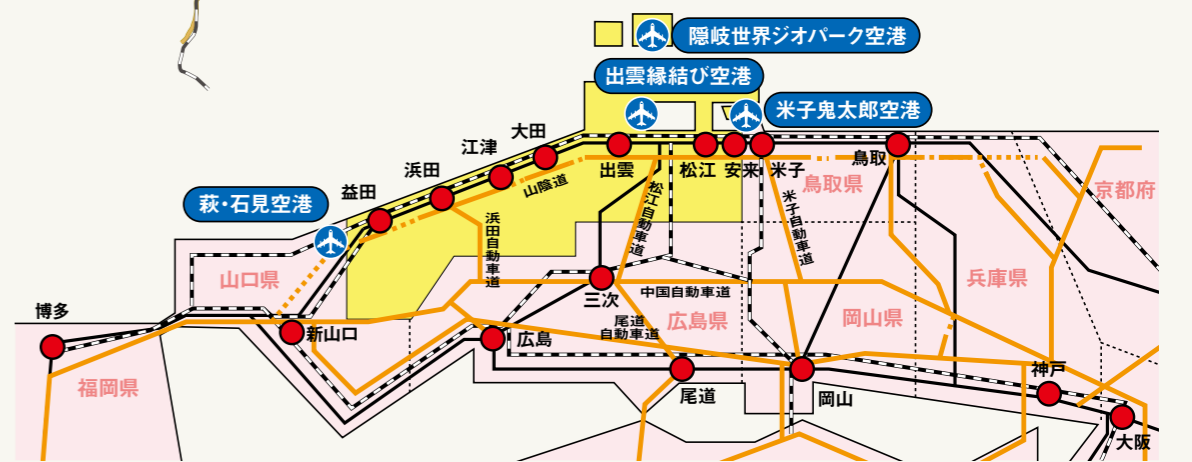 隠岐世界ジオパーク空港
出雲縁結び空港
米子鬼太郎空港
大田
江津
浜田
益田
萩・石見空港
出雲
松江
安来
米子
鳥取
山陰道
鳥取県
京都府
松江自動車道
米子自動車道
浜田自動車道
山口県
兵庫県
三次
中国自動車道
博多
新山口
広島
尾道
自動車道
広島県
岡山県
福岡県
尾道
岡山
神戸
大阪